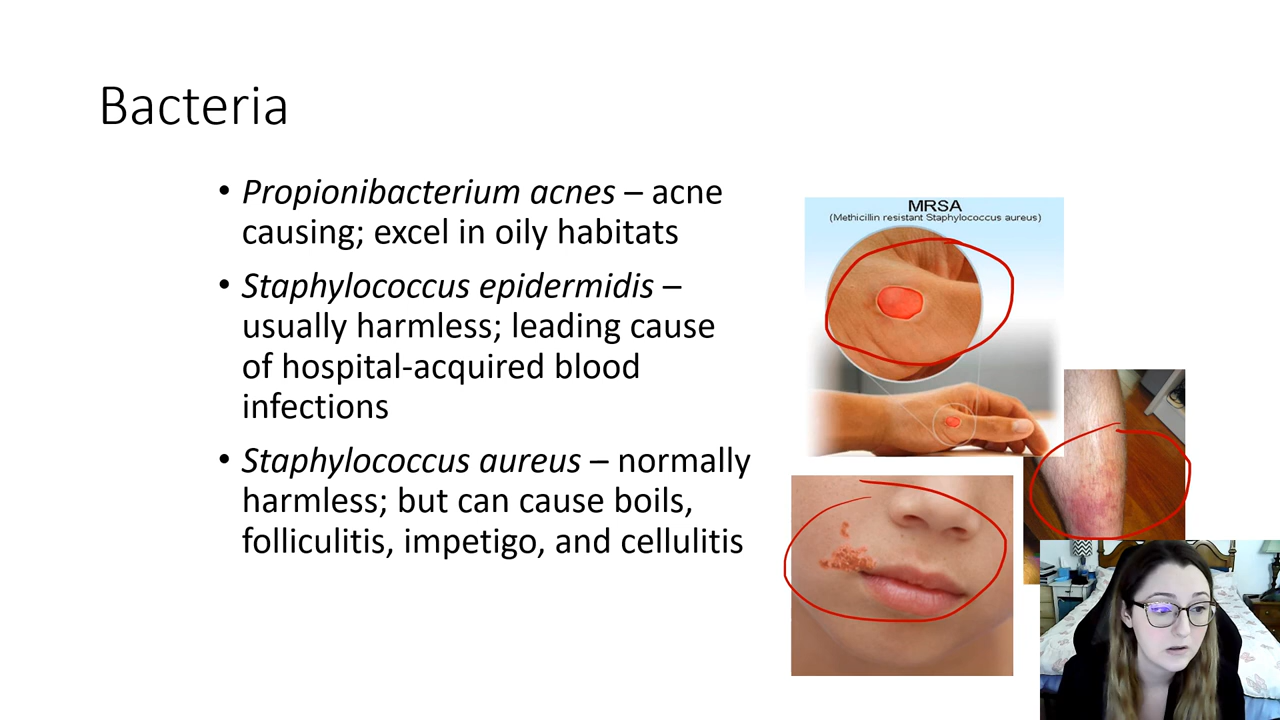 Bacteria
• Propionibacterium acnes – acne
causing; excel in oily habitats
• Staphylococcus epidermidis –
usually harmless; leading cause
of hospital-acquired blood
infections
• Staphylococcus aureus – normally
harmless; but can cause boils,
folliculitis, impetigo, and cellulitis
MRSA
(Methicillin resistant Staphylococcus aureus)